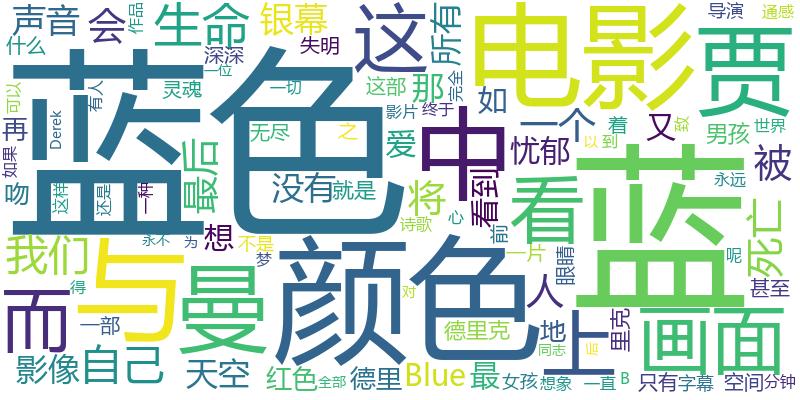 声音
会
作品
生命
银幕
这
所有
电影
导演
通感
什么
深深
失明
贾
蓝色
有人
灵魂
一位
一切
这部
那
完全
可以
再
Derek
影片
终于
如
一个
着
又
致
世界
如果
最后
无尽
之
爱
中
忧郁
以
到
男孩
被
吻
这样
还是
一种
没有
就是
将
看到
看
蓝
永远
我们
永不
为
想
不是
梦
诗歌
心
前
一片
眼睛
呢
死亡
甚至
而
得
与
曼
颜色
对
德里克
人
地
上
里克
画面
一部
同志
些
影像
自己
天空
红色
全部
德里
Blue
最
女孩
想象
一直
B
只有
字幕
空间
分钟